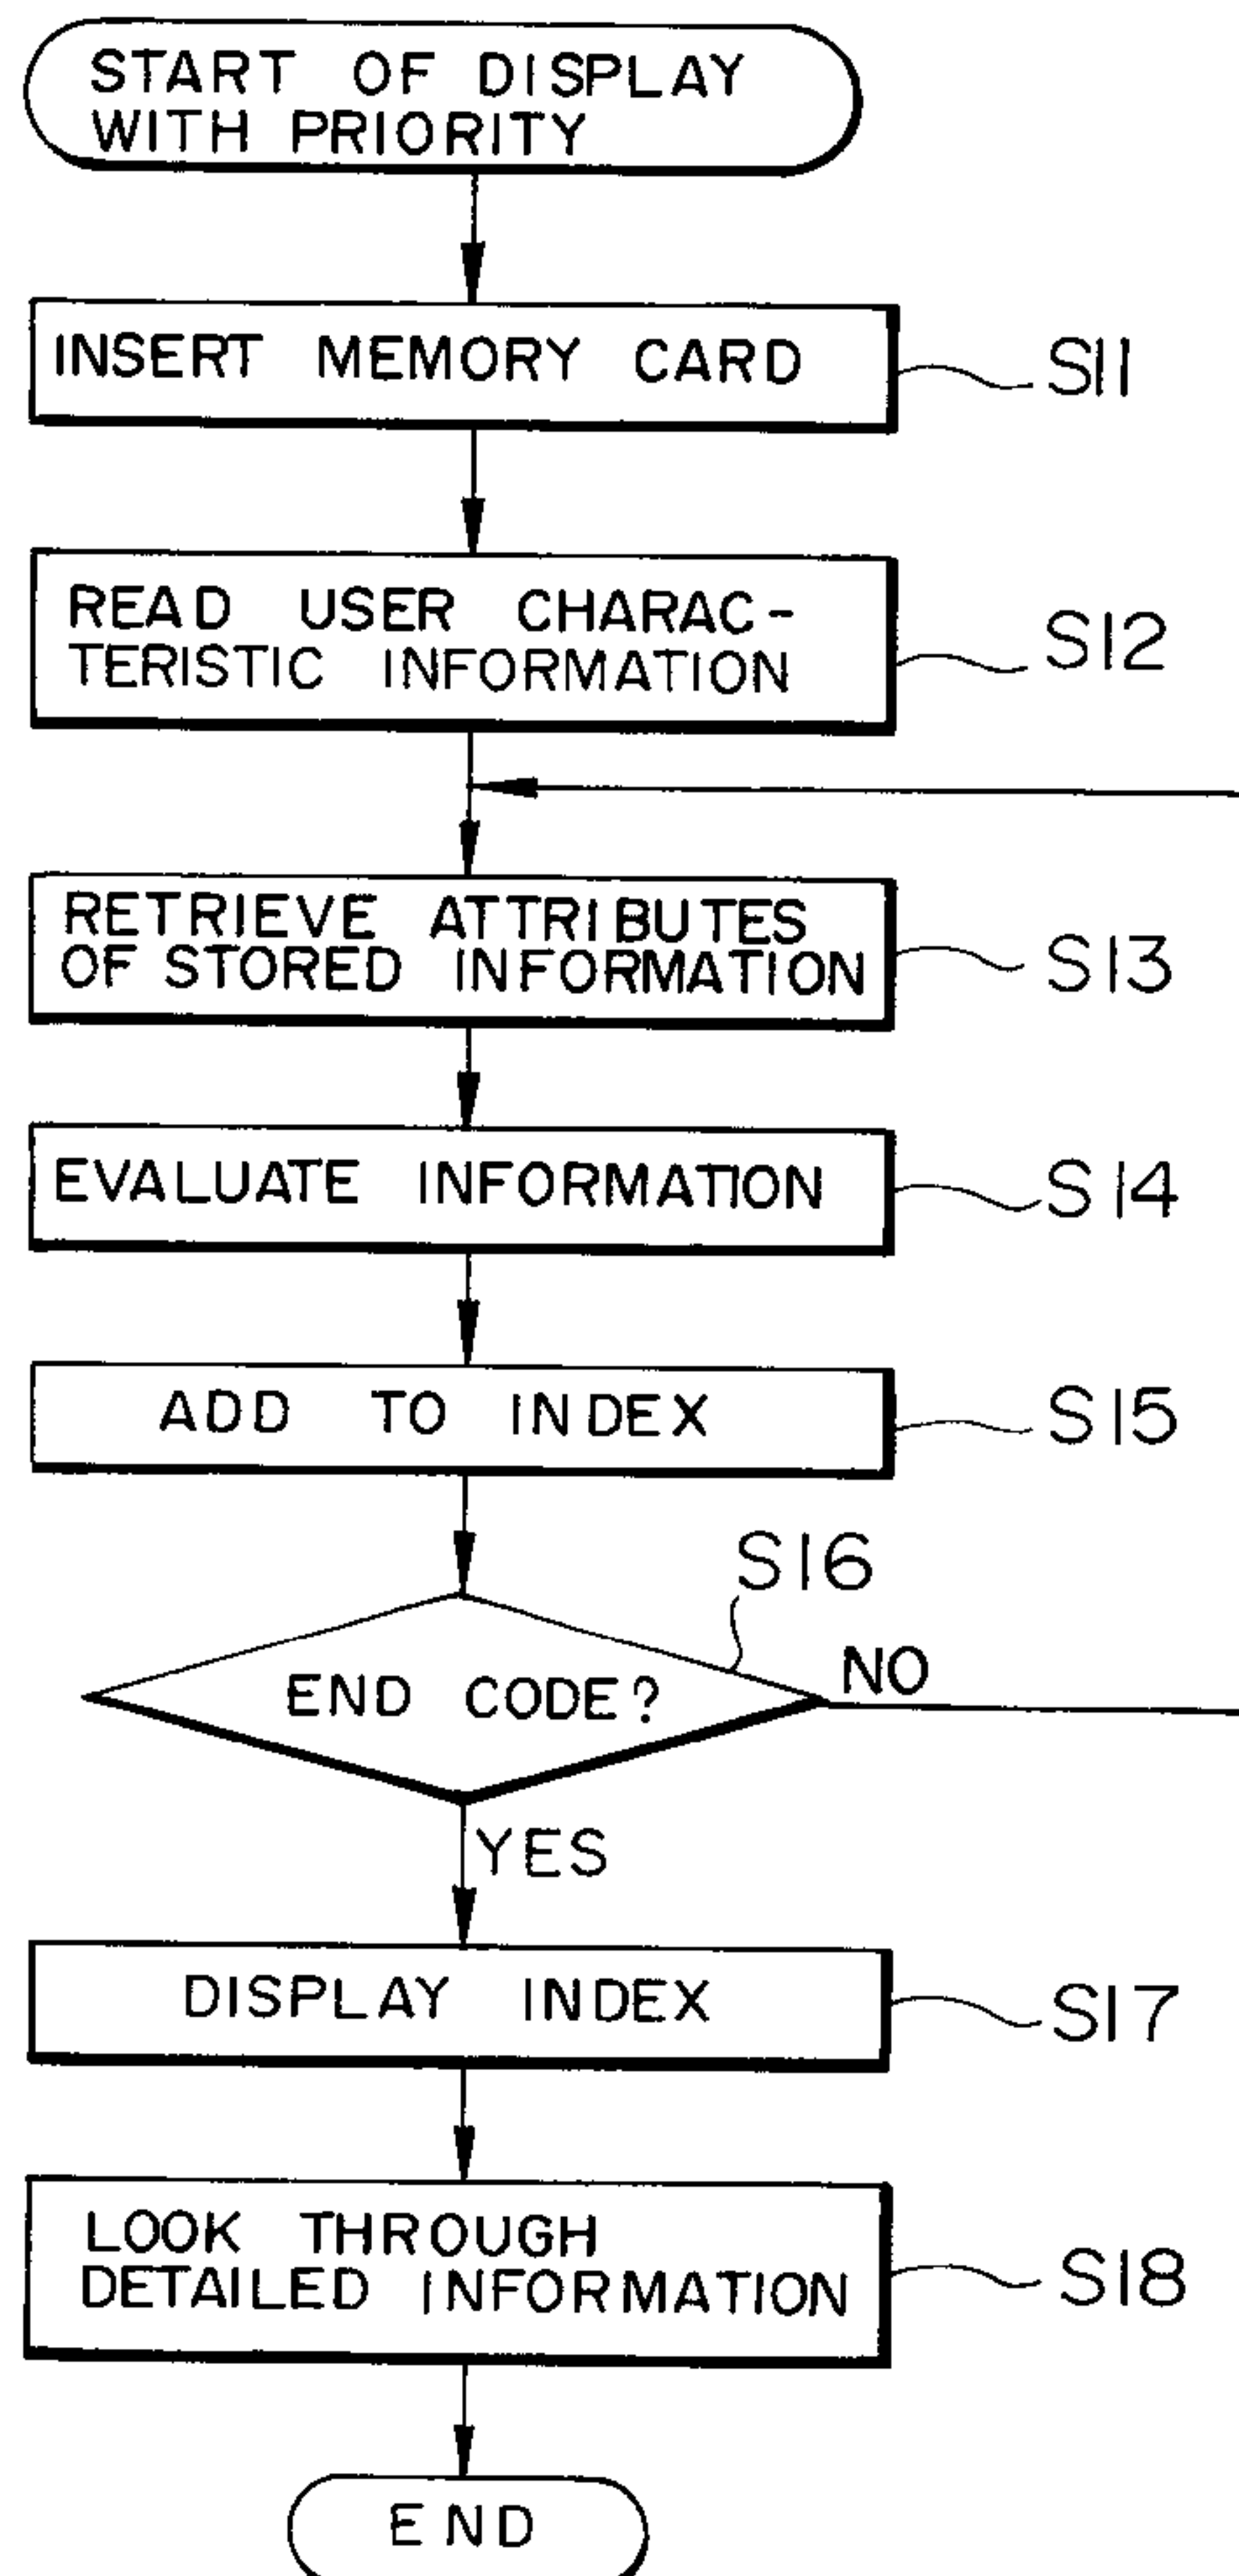 START OF DISPLAY
WITH PRIORITY
INSERT MEMORY CARD
S11
READ USER CHARAC-
TERISTIC INFORMATION
S12
RETRIEVE ATTRIBUTES
OF STORED INFORMATION
S13
EVALUATE INFORMATION
S14
ADD TO INDEX
S15
S16
END CODE?
NO
YES
DISPLAY INDEX
S17
LOOK THROUGH
DETAILED INFORMATION
S18
END